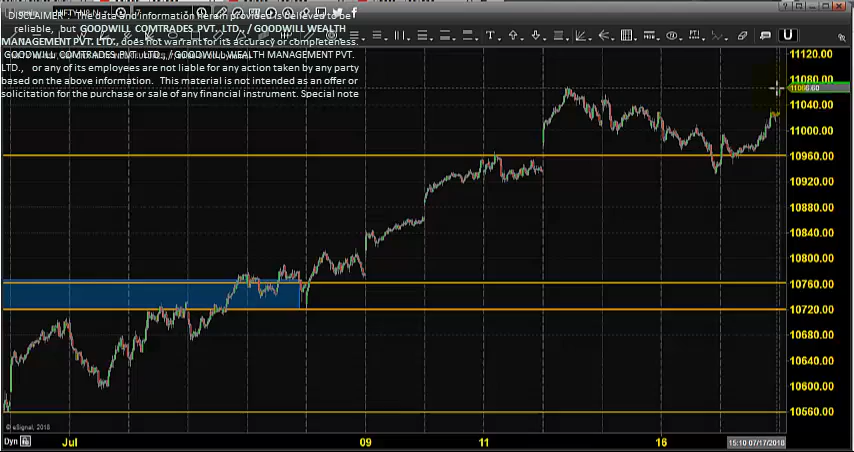 DISCLAIMER :- The data and information herein provided is believed to be
reliable, but GOODWILL COMTRADES PVT. LTD., / GOODWILL WEALTH
MANAGEMENT PVT. LTD., does not warrant for its accuracy or completeness.
GOODWILL COMTRADES PVT. LTD., / GOODWILL WEALTH MANAGEMENT PVT.
LTD., or any of its employees are not liable for any action taken by any party
based on the above information. This material is not intended as an offer or
solicitation for the purchase or sale of any financial instrument. Special note
11120.00
11080.00
11040.00
11000.00
10960.00
10920.00
10880.00
10840.00
10800.00
10760.00
10720.00
10680.00
10640.00
10600.00
10560.00
© eSignal, 2018
Dyn
Jul
09
11
16
15:10 07/17/2018